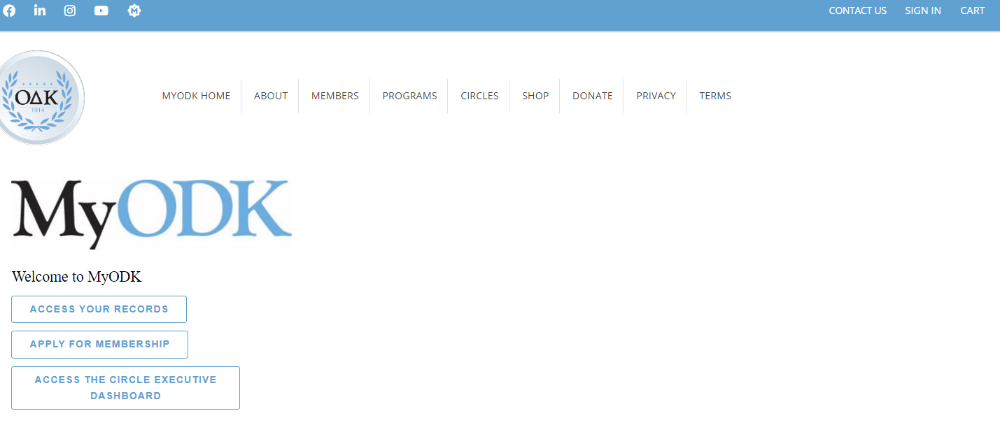 CONTACT US SIGN IN CART
ΟΔΚ
1914
MYODK HOME ABOUT MEMBERS PROGRAMS CIRCLES SHOP DONATE PRIVACY TERMS
MyODK
Welcome to MyODK
ACCESS YOUR RECORDS
APPLY FOR MEMBERSHIP
ACCESS THE CIRCLE EXECUTIVE
DASHBOARD